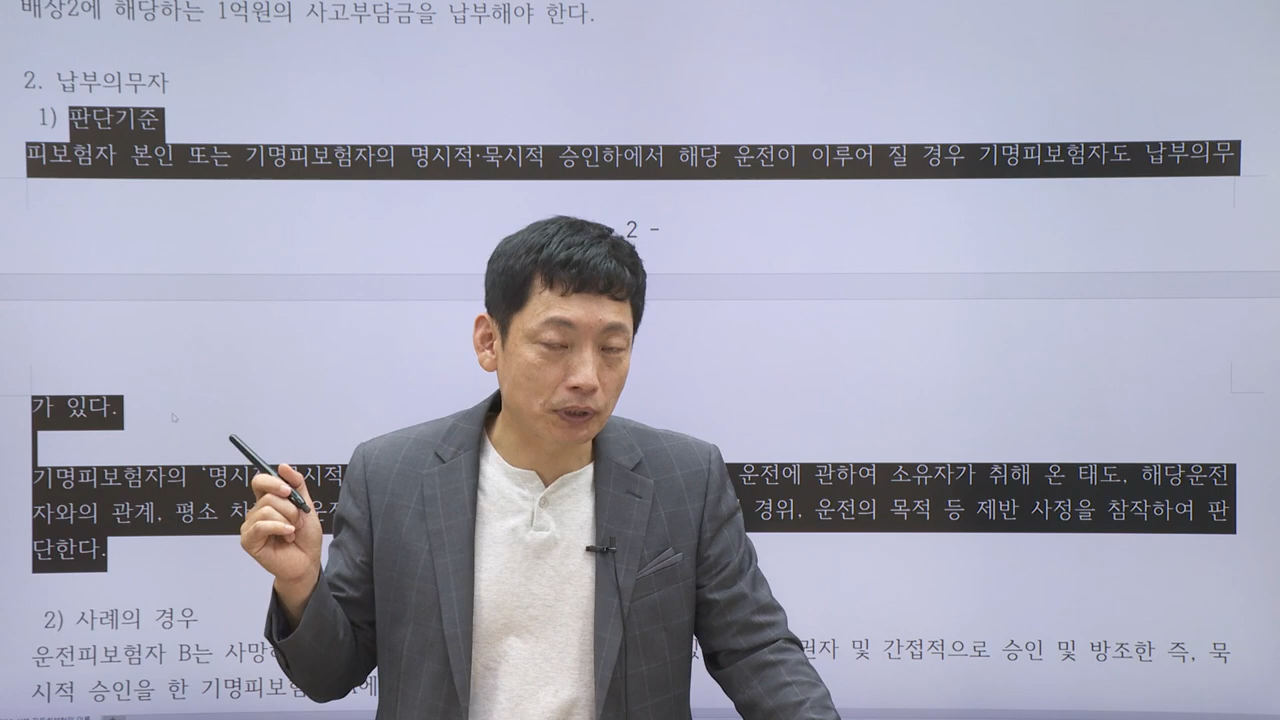 배상2에 해당하는 1억원의 사고부담금을 납부해야 한다.
2. 납부의무자
1) 판단기준
피보험자 본인 또는 기명피보험자의 명시적·묵시적 승인하에서 해당 운전이 이루어 질 경우 기명피보험자도 납부의무
2 -
가 있다.
기명피보험자의 '명시 운전에 관하여 소유자가 취해 온 태도, 해당운전
자와의 관계, 평소 경위, 운전의 목적 등 제반 사정을 참작하여 판
단한다.
2) 사례의 경우
운전피보험자 B는 및 간접적으로 승인 및 방조한 즉, 묵
시적 승인을 한